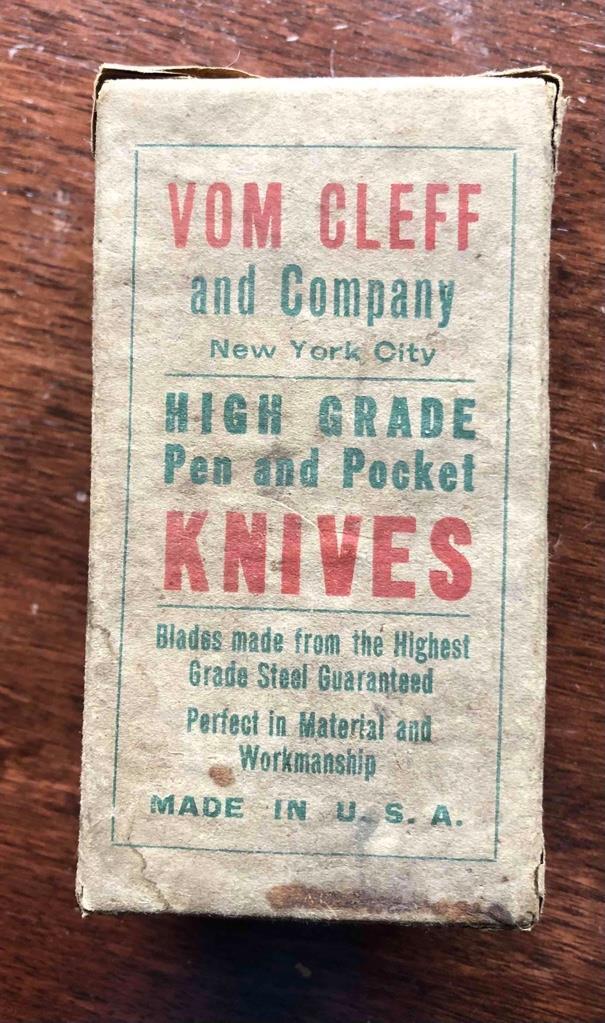 VOM CLEFF
and Company
New York City
HIGH GRADE
Pen and Pocket
KNIVES
Blades made from the Highest
Grade Steel Guaranteed
Perfect in Material and
Workmanship
MADE IN U. S. A.